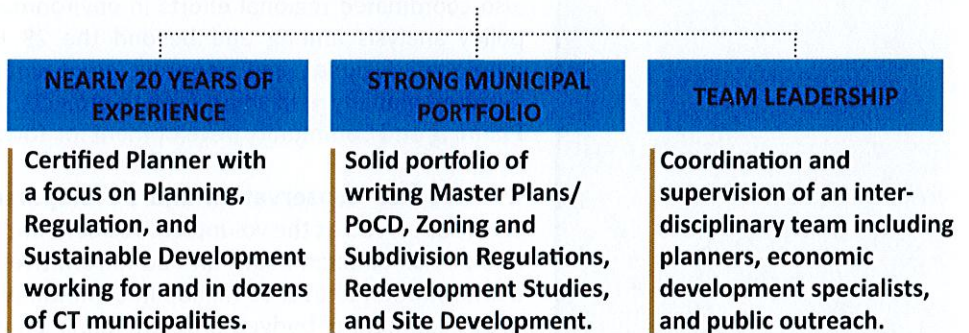 NEARLY 20 YEARS OF
EXPERIENCE
Certified Planner with
a focus on Planning,
Regulation, and
Sustainable Development
working for and in dozens
of CT municipalities.
STRONG MUNICIPAL
PORTFOLIO
Solid portfolio of
writing Master Plans/
PoCD, Zoning and
Subdivision Regulations,
Redevelopment Studies,
and Site Development.
TEAM LEADERSHIP
Coordination and
supervision of an inter-
disciplinary team including
planners, economic
development specialists,
and public outreach.